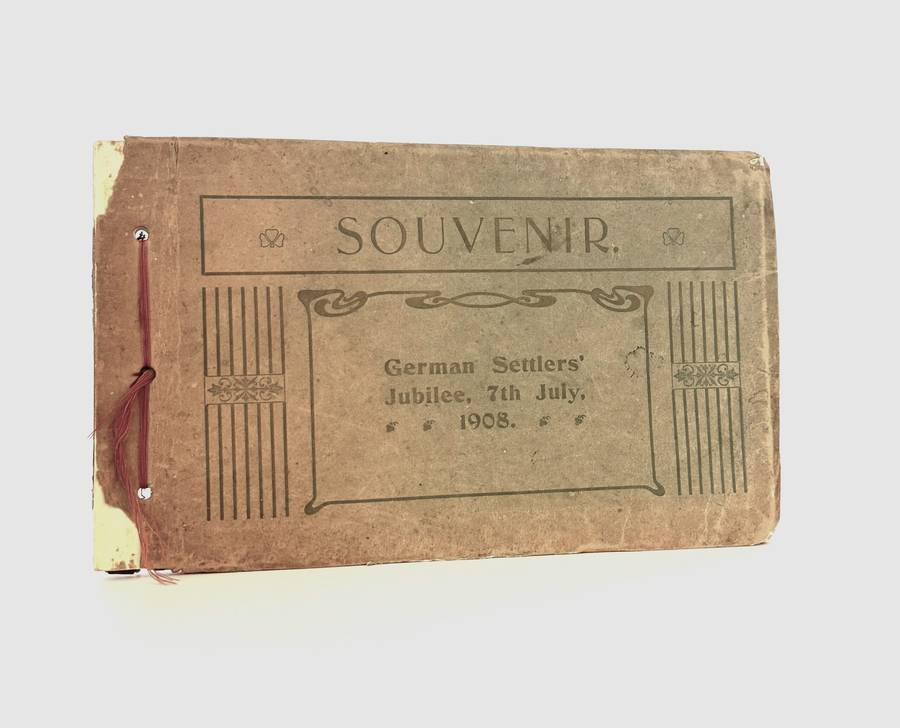 SOUVENIR.
German Settlers'
Jubilee, 7th July,
1908.